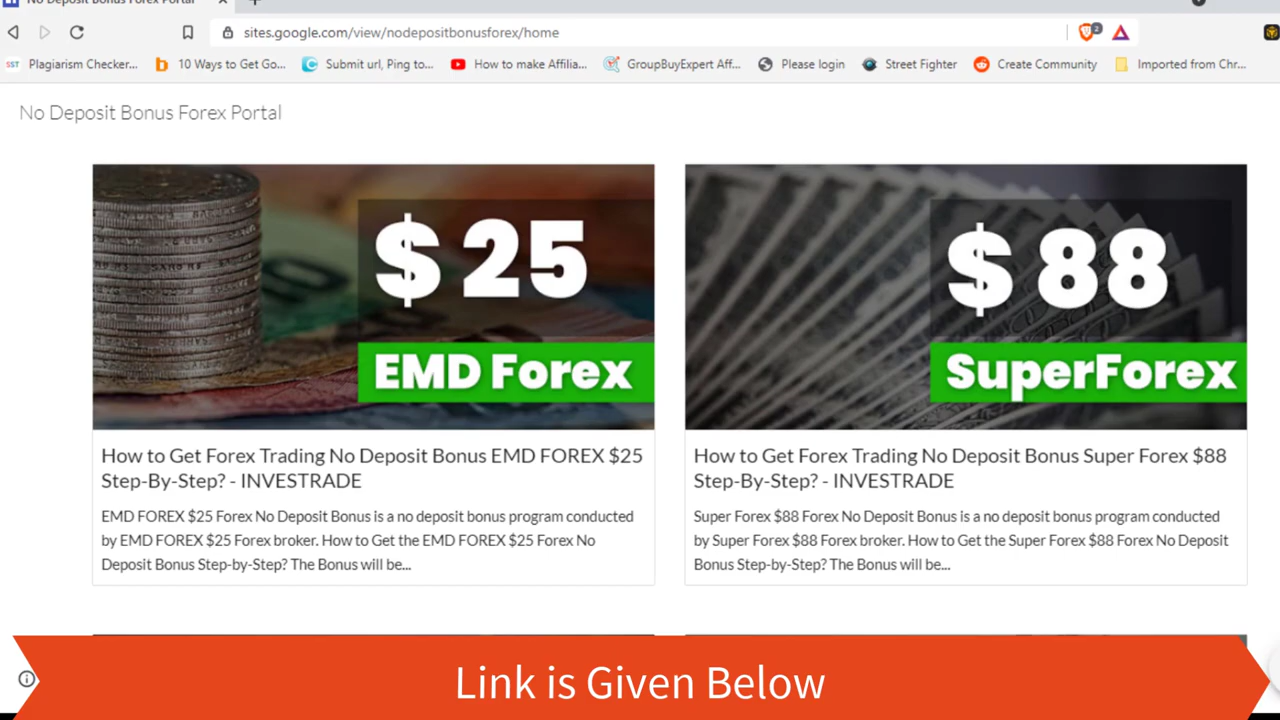 No Deposit Bonus Forex Portal
sites.google.com/view/nodepositbonusforex/home
2
SST Plagiarism Checker... 10 Ways to Get Go... Submit url, Ping to... How to make Affilia... GroupBuyExpert Aff... Please login Street Fighter Create Community Imported from Chr...
No Deposit Bonus Forex Portal
$ 25
EMD Forex
$ 88
SuperForex
How to Get Forex Trading No Deposit Bonus EMD FOREX $25
Step-By-Step? - INVESTRADE
EMD FOREX $25 Forex No Deposit Bonus is a no deposit bonus program conducted
by EMD FOREX $25 Forex broker. How to Get the EMD FOREX $25 Forex No
Deposit Bonus Step-by-Step? The Bonus will be...
How to Get Forex Trading No Deposit Bonus Super Forex $88
Step-By-Step? - INVESTRADE
Super Forex $88 Forex No Deposit Bonus is a no deposit bonus program conducted
by Super Forex $88 Forex broker. How to Get the Super Forex $88 Forex No Deposit
Bonus Step-by-Step? The Bonus will be...
Link is Given Below